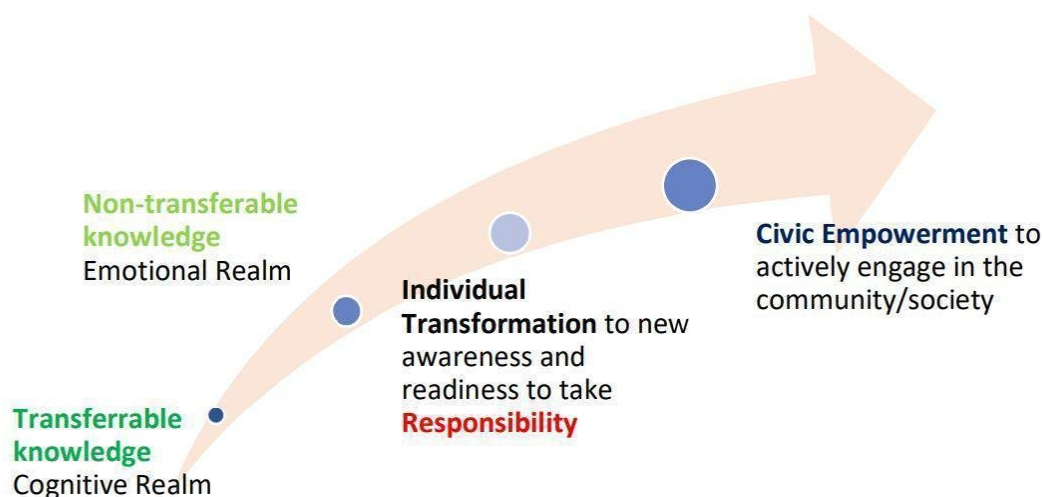 Non-transferable
knowledge
Emotional Realm
Civic Empowerment to
actively engage in the
community/society
Individual
Transformation to new
awareness and
readiness to take
Responsibility
Transferrable
knowledge
Cognitive Realm